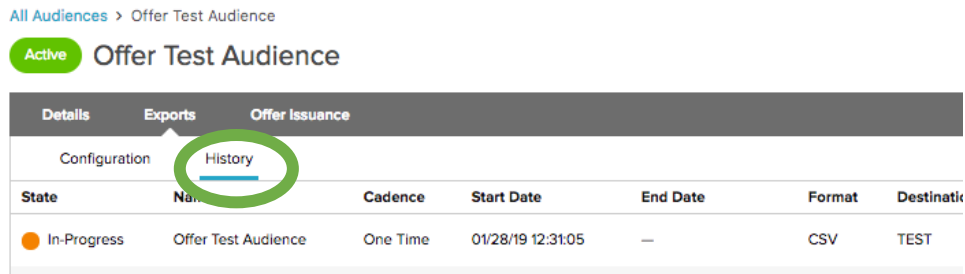 All Audiences > Offer Test Audience
Active Offer Test Audience
Details Exports Offer Issuance
Configuration History
State Cadence Start Date End Date Format
In-Progress Offer Test Audience One Time 01/28/19 12:31:05 — CSV TEST